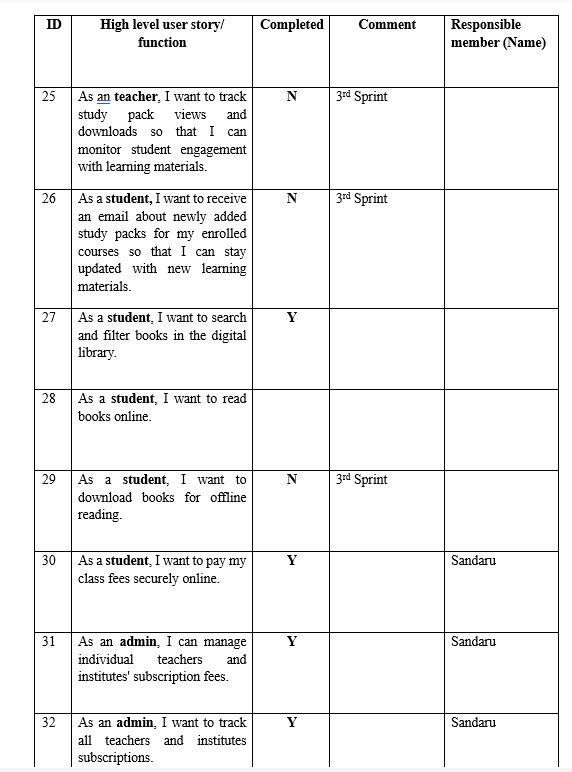 ID High level user story/ Completed Comment Responsible
function member (Name)
25 As an teacher, I want to track N 3rd Sprint
study pack views and
downloads so that I can
monitor student engagement
with learning materials.
26 As a student, I want to receive N 3rd Sprint
an email about newly added
study packs for my enrolled
courses so that I can stay
updated with new learning
materials.
27 As a student, I want to search Y
and filter books in the digital
library.
28 As a student, I want to read
books online.
29 As a student, I want to N 3rd Sprint
download books for offline
reading.
30 As a student, I want to pay my Y Sandaru
class fees securely online.
31 As an admin, I can manage Y Sandaru
individual teachers and
institutes' subscription fees.
32 As an admin, I want to track Y Sandaru
all teachers and institutes
subscriptions.